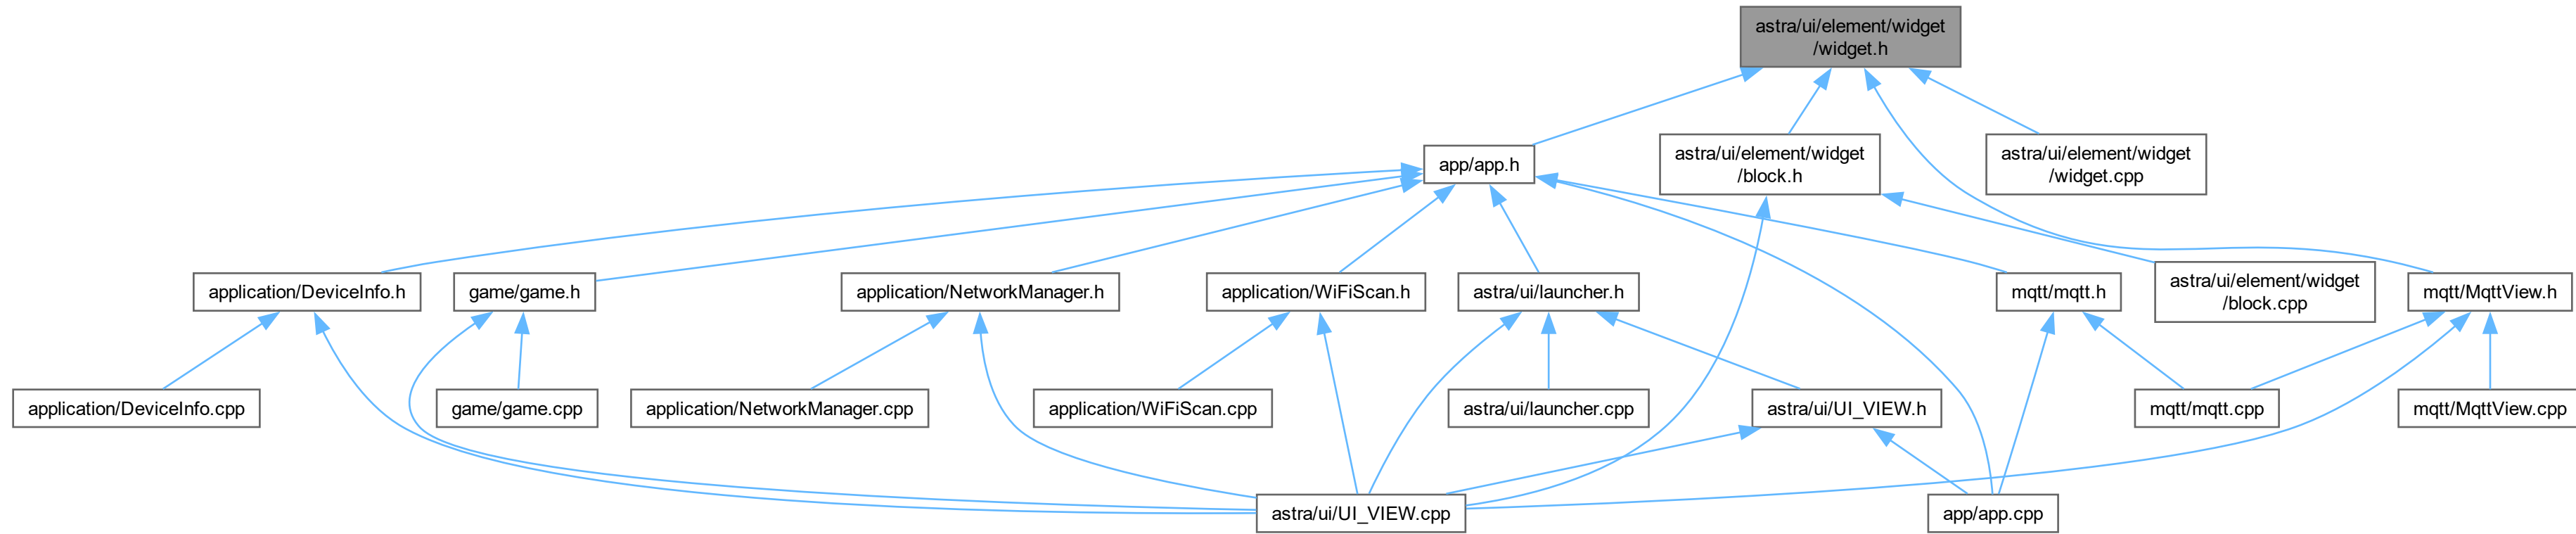 astra/ui/element/widget
/widget.h
app/app.h
astra/ui/element/widget
/block.h
astra/ui/element/widget
/widget.cpp
application/DeviceInfo.h
game/game.h
application/NetworkManager.h
application/WiFiScan.h
astra/ui/launcher.h
mqtt/mqtt.h
astra/ui/element/widget
/block.cpp
mqtt/MqttView.h
application/DeviceInfo.cpp
game/game.cpp
application/NetworkManager.cpp
application/WiFiScan.cpp
astra/ui/launcher.cpp
astra/ui/UI_VIEW.h
mqtt/mqtt.cpp
mqtt/MqttView.cpp
astra/ui/UI_VIEW.cpp
app/app.cpp